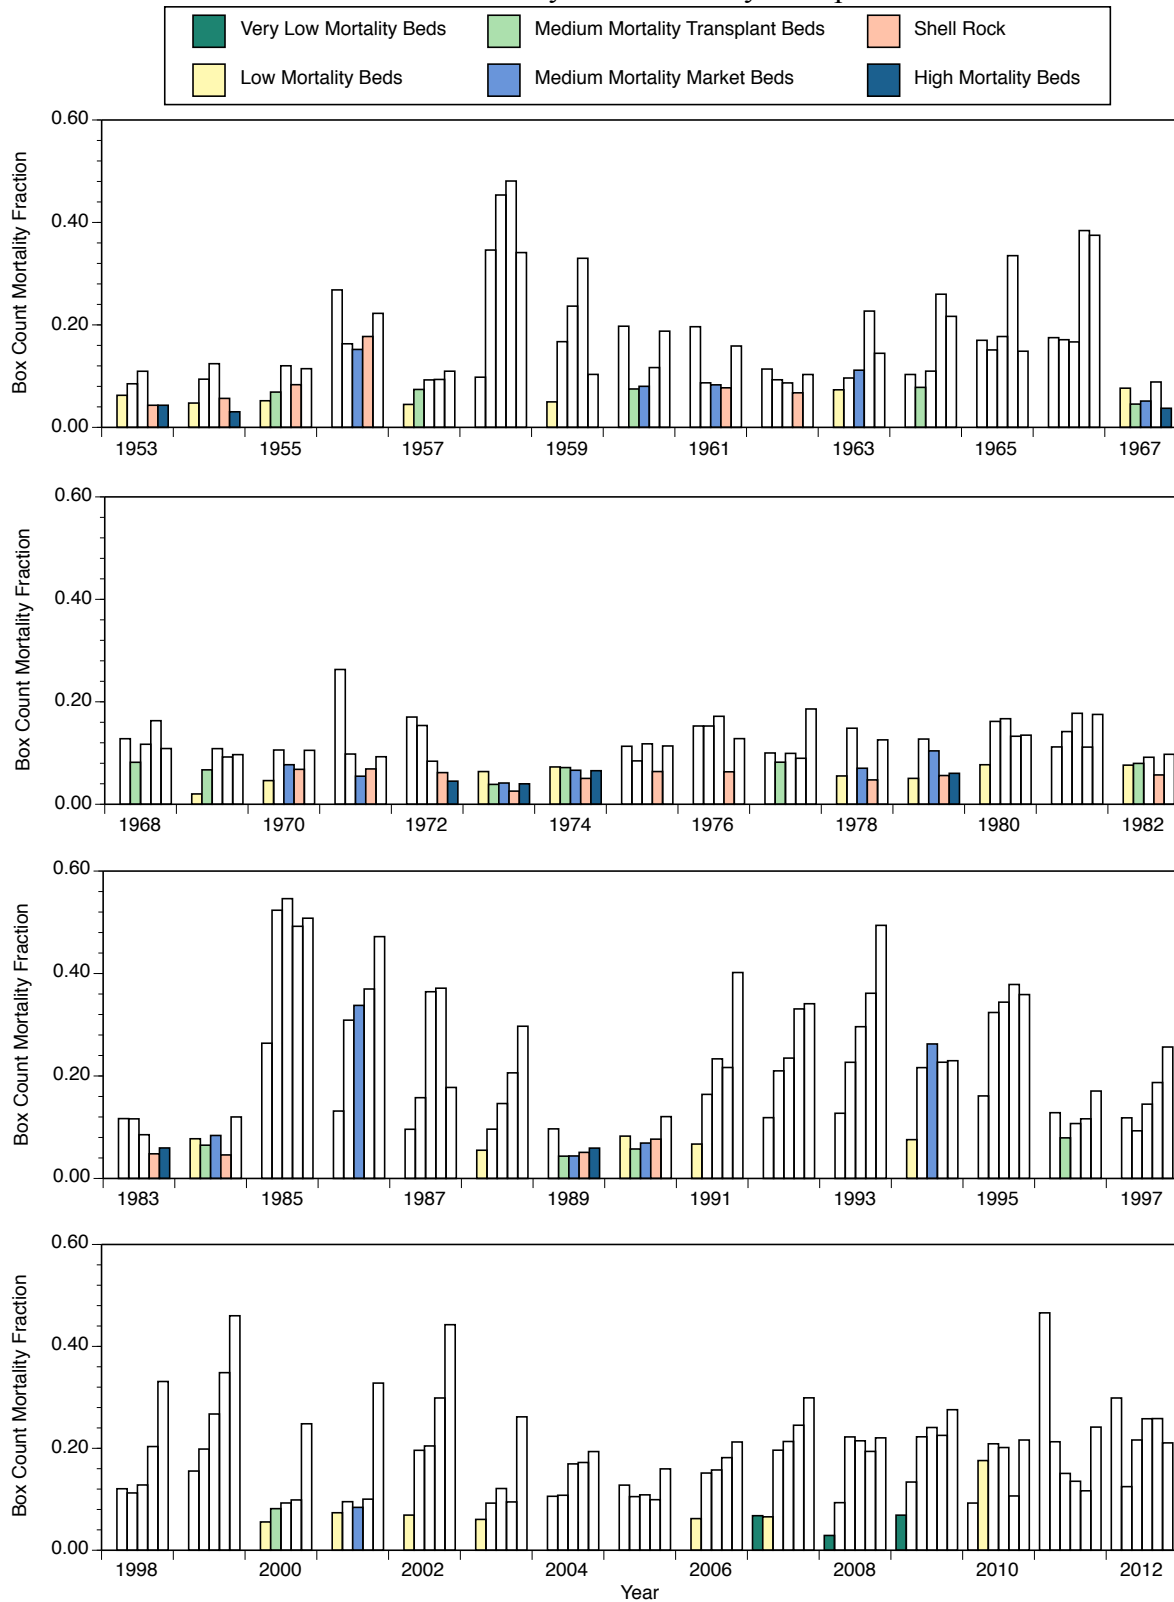 Very Low Mortality Beds Medium Mortality Transplant Beds Shell Rock
Low Mortality Beds Medium Mortality Market Beds High Mortality Beds
Box Count Mortality Fraction
0.60
0.40
0.20
0.00
1953 1955 1957 1959 1961 1963 1965 1967
Box Count Mortality Fraction
0.60
0.40
0.20
0.00
1968 1970 1972 1974 1976 1978 1980 1982
Box Count Mortality Fraction
0.60
0.40
0.20
0.00
1983 1985 1987 1989 1991 1993 1995 1997
Box Count Mortality Fraction
0.60
0.40
0.20
0.00
1998 2000 2002 2004 2006 2008 2010 2012
Year